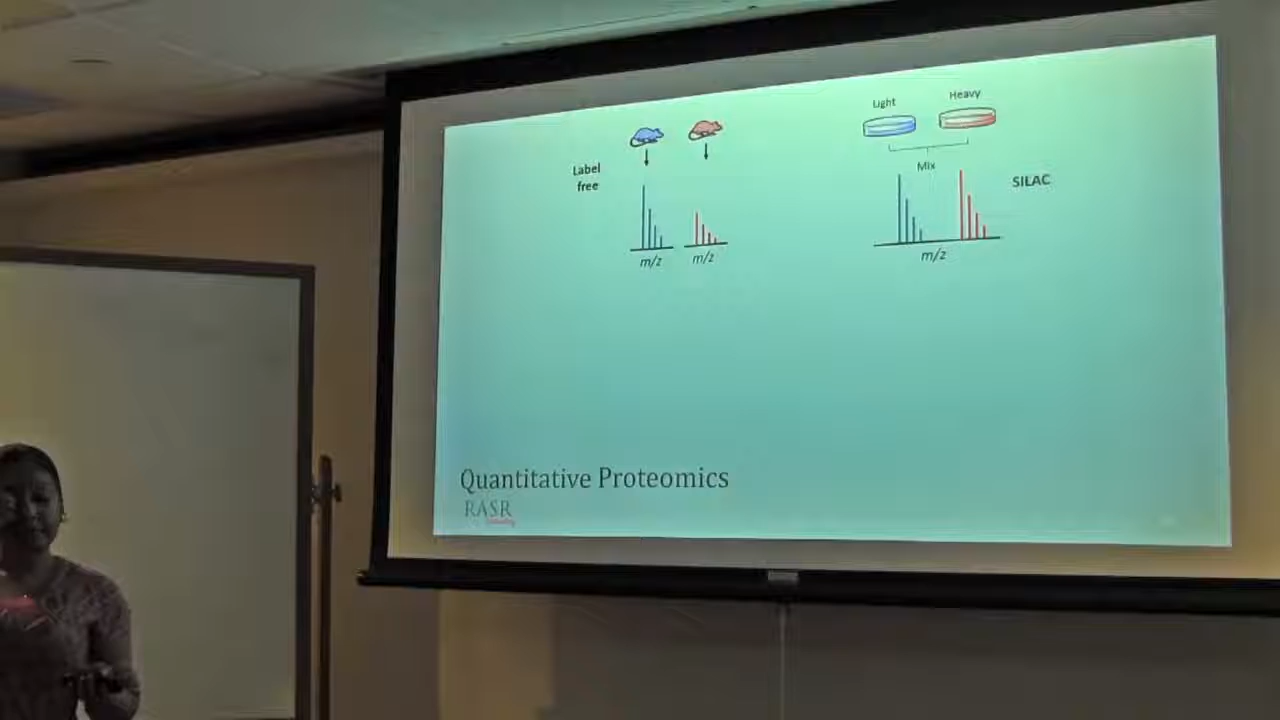 Label
free
m/z
m/z
Light
Heavy
Mix
SILAC
m/z
Quantitative Proteomics
RASR